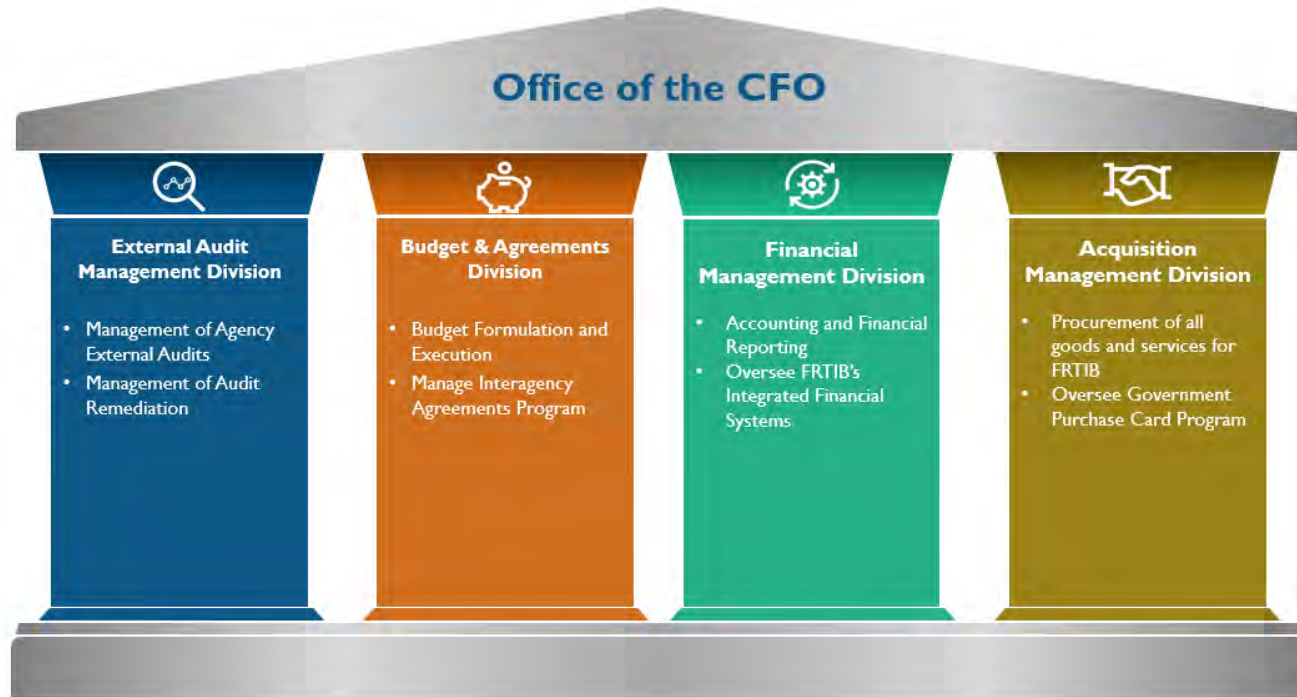 Office of the CFO
External Audit
Management Division
• Management of Agency
External Audits
• Management of Audit
Remediation
Budget & Agreements
Division
• Budget Formulation and
Execution
• Manage Interagency
Agreements Program
Financial
Management Division
• Accounting and Financial
Reporting
• Oversee FRTIB's
Integrated Financial
Systems
Acquisition
Management Division
• Procurement of all
goods and services for
FRTIB
• Oversee Government
Purchase Card Program